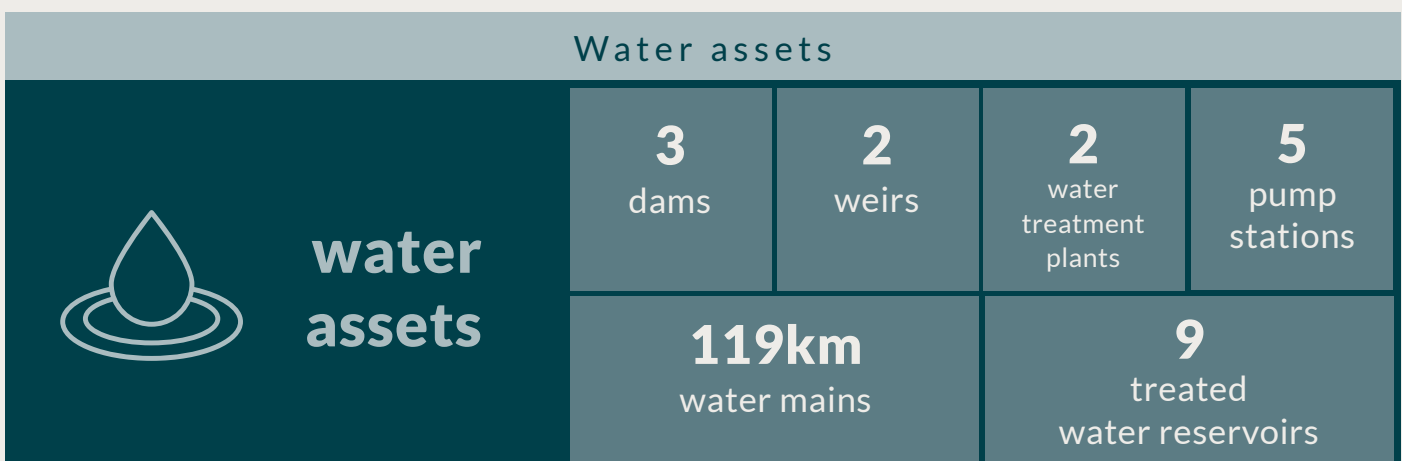 Water assets
water
assets
3
dams
2
weirs
2
water
treatment
plants
5
pump
stations
119km
water mains
9
treated
water reservoirs